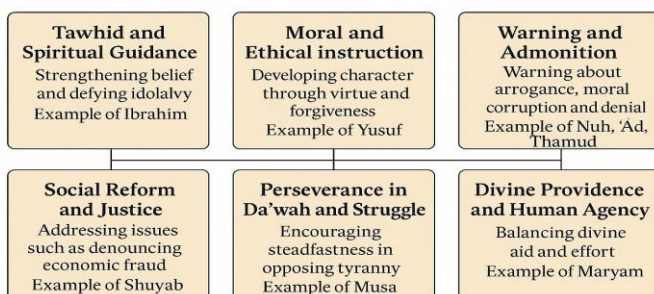 Tawhid and
Spiritual Guidance
Strengthening belief
and defying idolalvy
Example of Ibrahim
Moral and
Ethical instruction
Developing character
through virtue and
forgiveness
Example of Yusuf
Warning and
Admonition
Warning about
arrogance, moral
corruption and denial
Example of Nuh, ‘Ad,
Thamud
Social Reform
and Justice
Addressing issues
such as denouncing
economic fraud
Example of Shuyab
Perseverance in
Da’wah and Struggle
Encouraging
steadfastness in
opposing tyranny
Example of Musa
Divine Providence
and Human Agency
Balancing divine
aid and effort
Example of Maryam